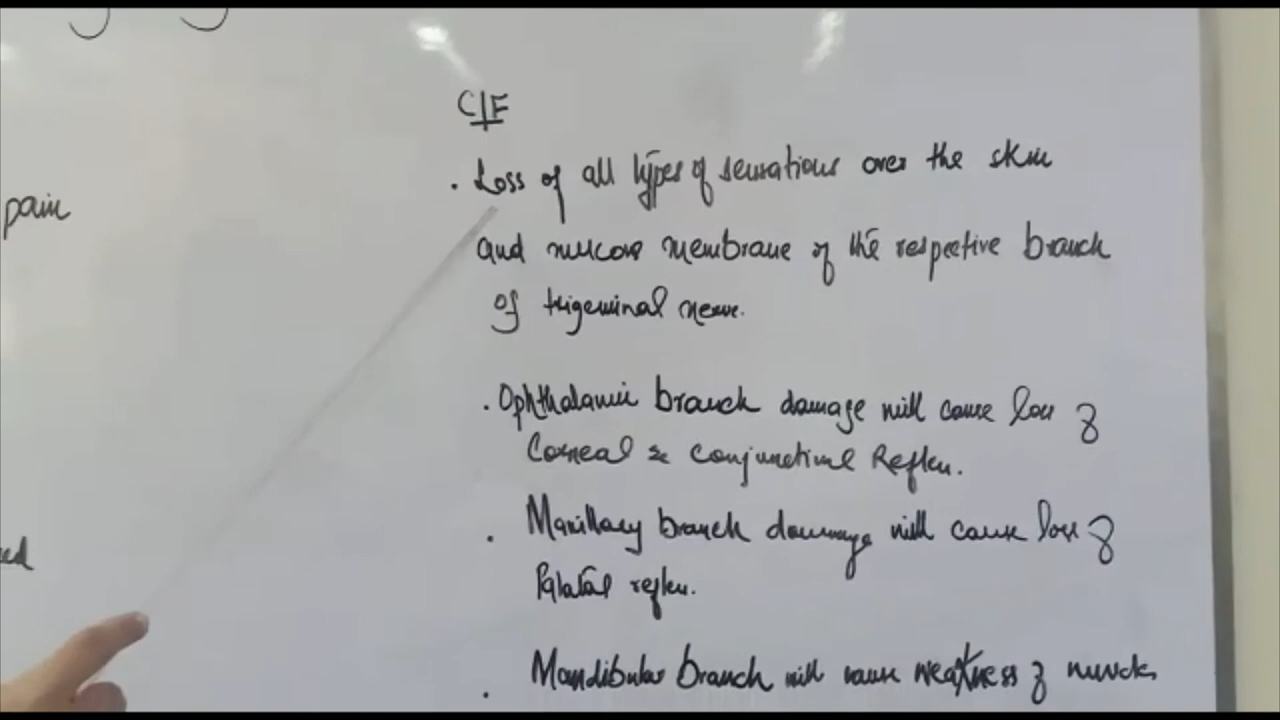 pain
ed
C/F
. Loss of all types of sensations over the skin
and mucous membrane of the respective branch
of trigeminal nerve.
. Ophthalamic branch damage will cause loss of
Corneal & conjunctival Reflex.
. Maxillary branch damage will cause loss of
Palatal reflex.
. Mandibular branch will cause weakness of muscles